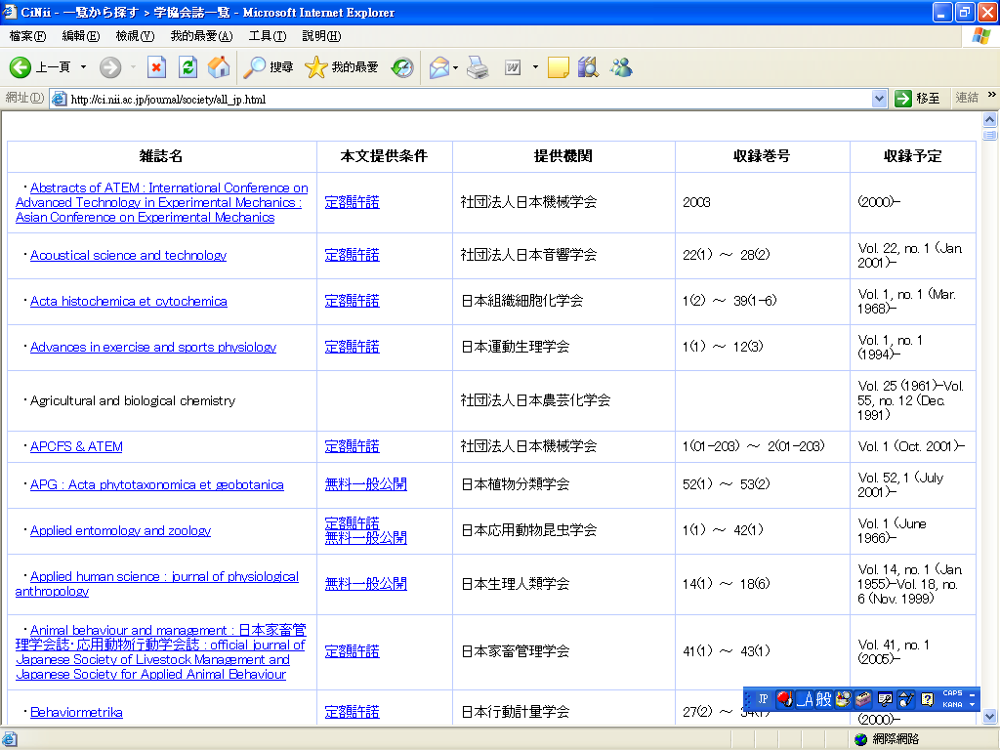 CiNii - 一覧から探す > 学協会誌一覧 - Microsoft Internet Explorer
檔案(F) 編輯(E) 檢視(V) 我的最愛(A) 工具(T) 說明(H)
上一頁 搜尋 我的最愛
網址(D) http://ci.nii.ac.jp/journal/society/all_jp.html 移至 連結 »
雑誌名 本文提供条件 提供機関 収録巻号 収録予定
・Abstracts of ATEM : International Conference on
Advanced Technology in Experimental Mechanics :
Asian Conference on Experimental Mechanics
定額許諾 社団法人日本機械学会 2003 (2000)-
・Acoustical science and technology 定額許諾 社団法人日本音響学会 22(1) ～ 28(2) Vol. 22, no. 1 (Jan.
2001)-
・Acta histochemica et cytochemica 定額許諾 日本組織細胞化学会 1(2) ～ 39(1-6) Vol. 1, no. 1 (Mar.
1968)-
・Advances in exercise and sports physiology 定額許諾 日本運動生理学会 1(1) ～ 12(3) Vol. 1, no. 1
(1994)-
・Agricultural and biological chemistry 社団法人日本農芸化学会 Vol. 25 (1961)-Vol.
55, no. 12 (Dec.
1991)
・APCFS & ATEM 定額許諾 社団法人日本機械学会 1(01-203) ～ 2(01-203) Vol. 1 (Oct. 2001)-
・APG : Acta phytotaxonomica et geobotanica 無料一般公開 日本植物分類学会 52(1) ～ 53(2) Vol. 52, 1 (July
2001)-
・Applied entomology and zoology 定額許諾
無料一般公開 日本応用動物昆虫学会 1(1) ～ 42(1) Vol. 1 (June
1966)-
・Applied human science : journal of physiological
anthropology 無料一般公開 日本生理人類学会 14(1) ～ 18(6) Vol. 14, no. 1 (Jan.
1955)-Vol. 18, no.
6 (Nov. 1999)
・Animal behaviour and management : 日本家畜管
理学会誌・応用動物行動学会誌 : official journal of
Japanese Society of Livestock Management and
Japanese Society for Applied Animal Behaviour
定額許諾 日本家畜管理学会 41(1) ～ 43(1) Vol. 41, no. 1
(2005)-
・Behaviormetrika 定額許諾 日本行動計量学会 27(2) ～
(2000)-
JP _A 般 CAPS
KANA
網際網路